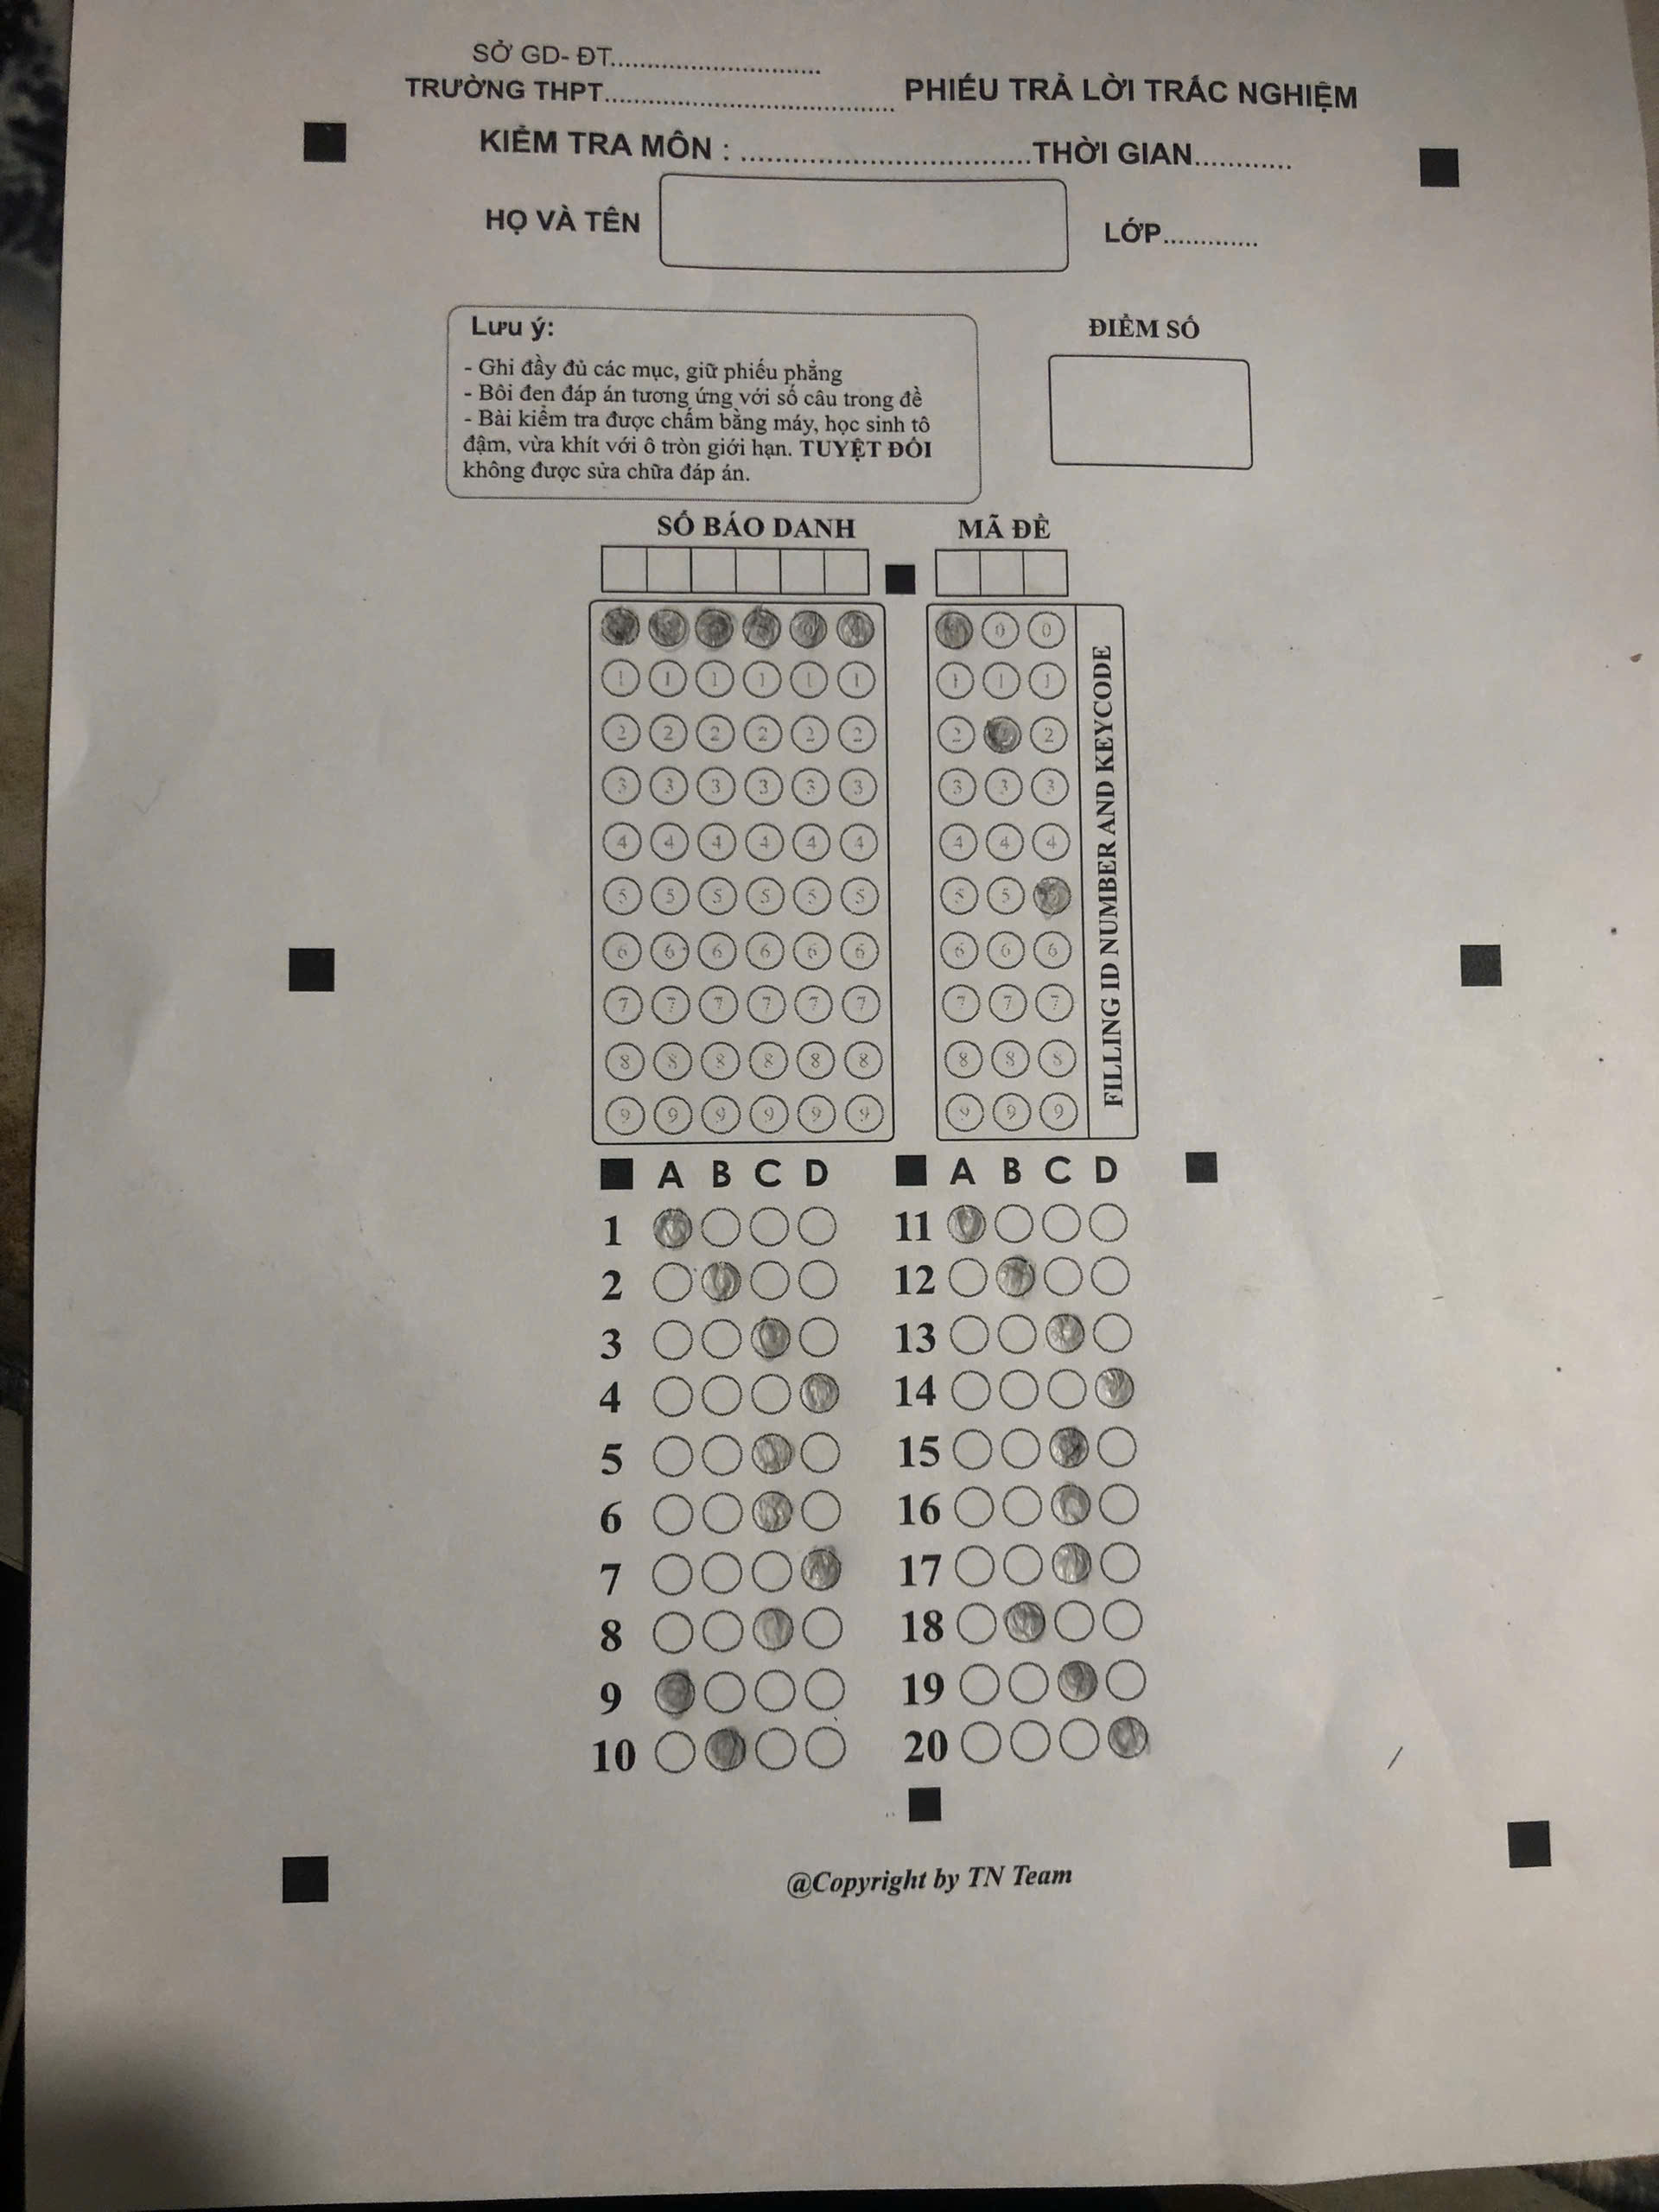 SỞ GD- ĐT.............................
TRƯỜNG THPT........................................ PHIẾU TRẢ LỜI TRẮC NGHIỆM
KIỂM TRA MÔN : ..................................THỜI GIAN............
HỌ VÀ TÊN
LỚP.............
Lưu ý:
- Ghi đầy đủ các mục, giữ phiếu phẳng
- Bôi đen đáp án tương ứng với số câu trong đề
- Bài kiểm tra được chấm bằng máy, học sinh tô
đậm, vừa khít với ô tròn giới hạn. TUYỆT ĐỐI
không được sửa chữa đáp án.
ĐIỂM SỐ
SỐ BÁO DANH MÃ ĐỀ
0 0
1 1 1 1 1 1 1 1 1
2 2 2 2 2 2 2 2
3 3 3 3 3 3 3 3 3
4 4 4 4 4 4 4 4 4
5 5 5 5 5 5 5 5
6 6 6 6 6 6 6 6 6
7 7 7 7 7 7 7 7 7
8 8 8 8 8 8 8 8 8
9 9 9 9 9 9 9 9 9
FILLING ID NUMBER AND KEYCODE
A B C D A B C D
1 11
2 12
3 13
4 14
5 15
6 16
7 17
8 18
9 19
10 20
@Copyright by TN Team